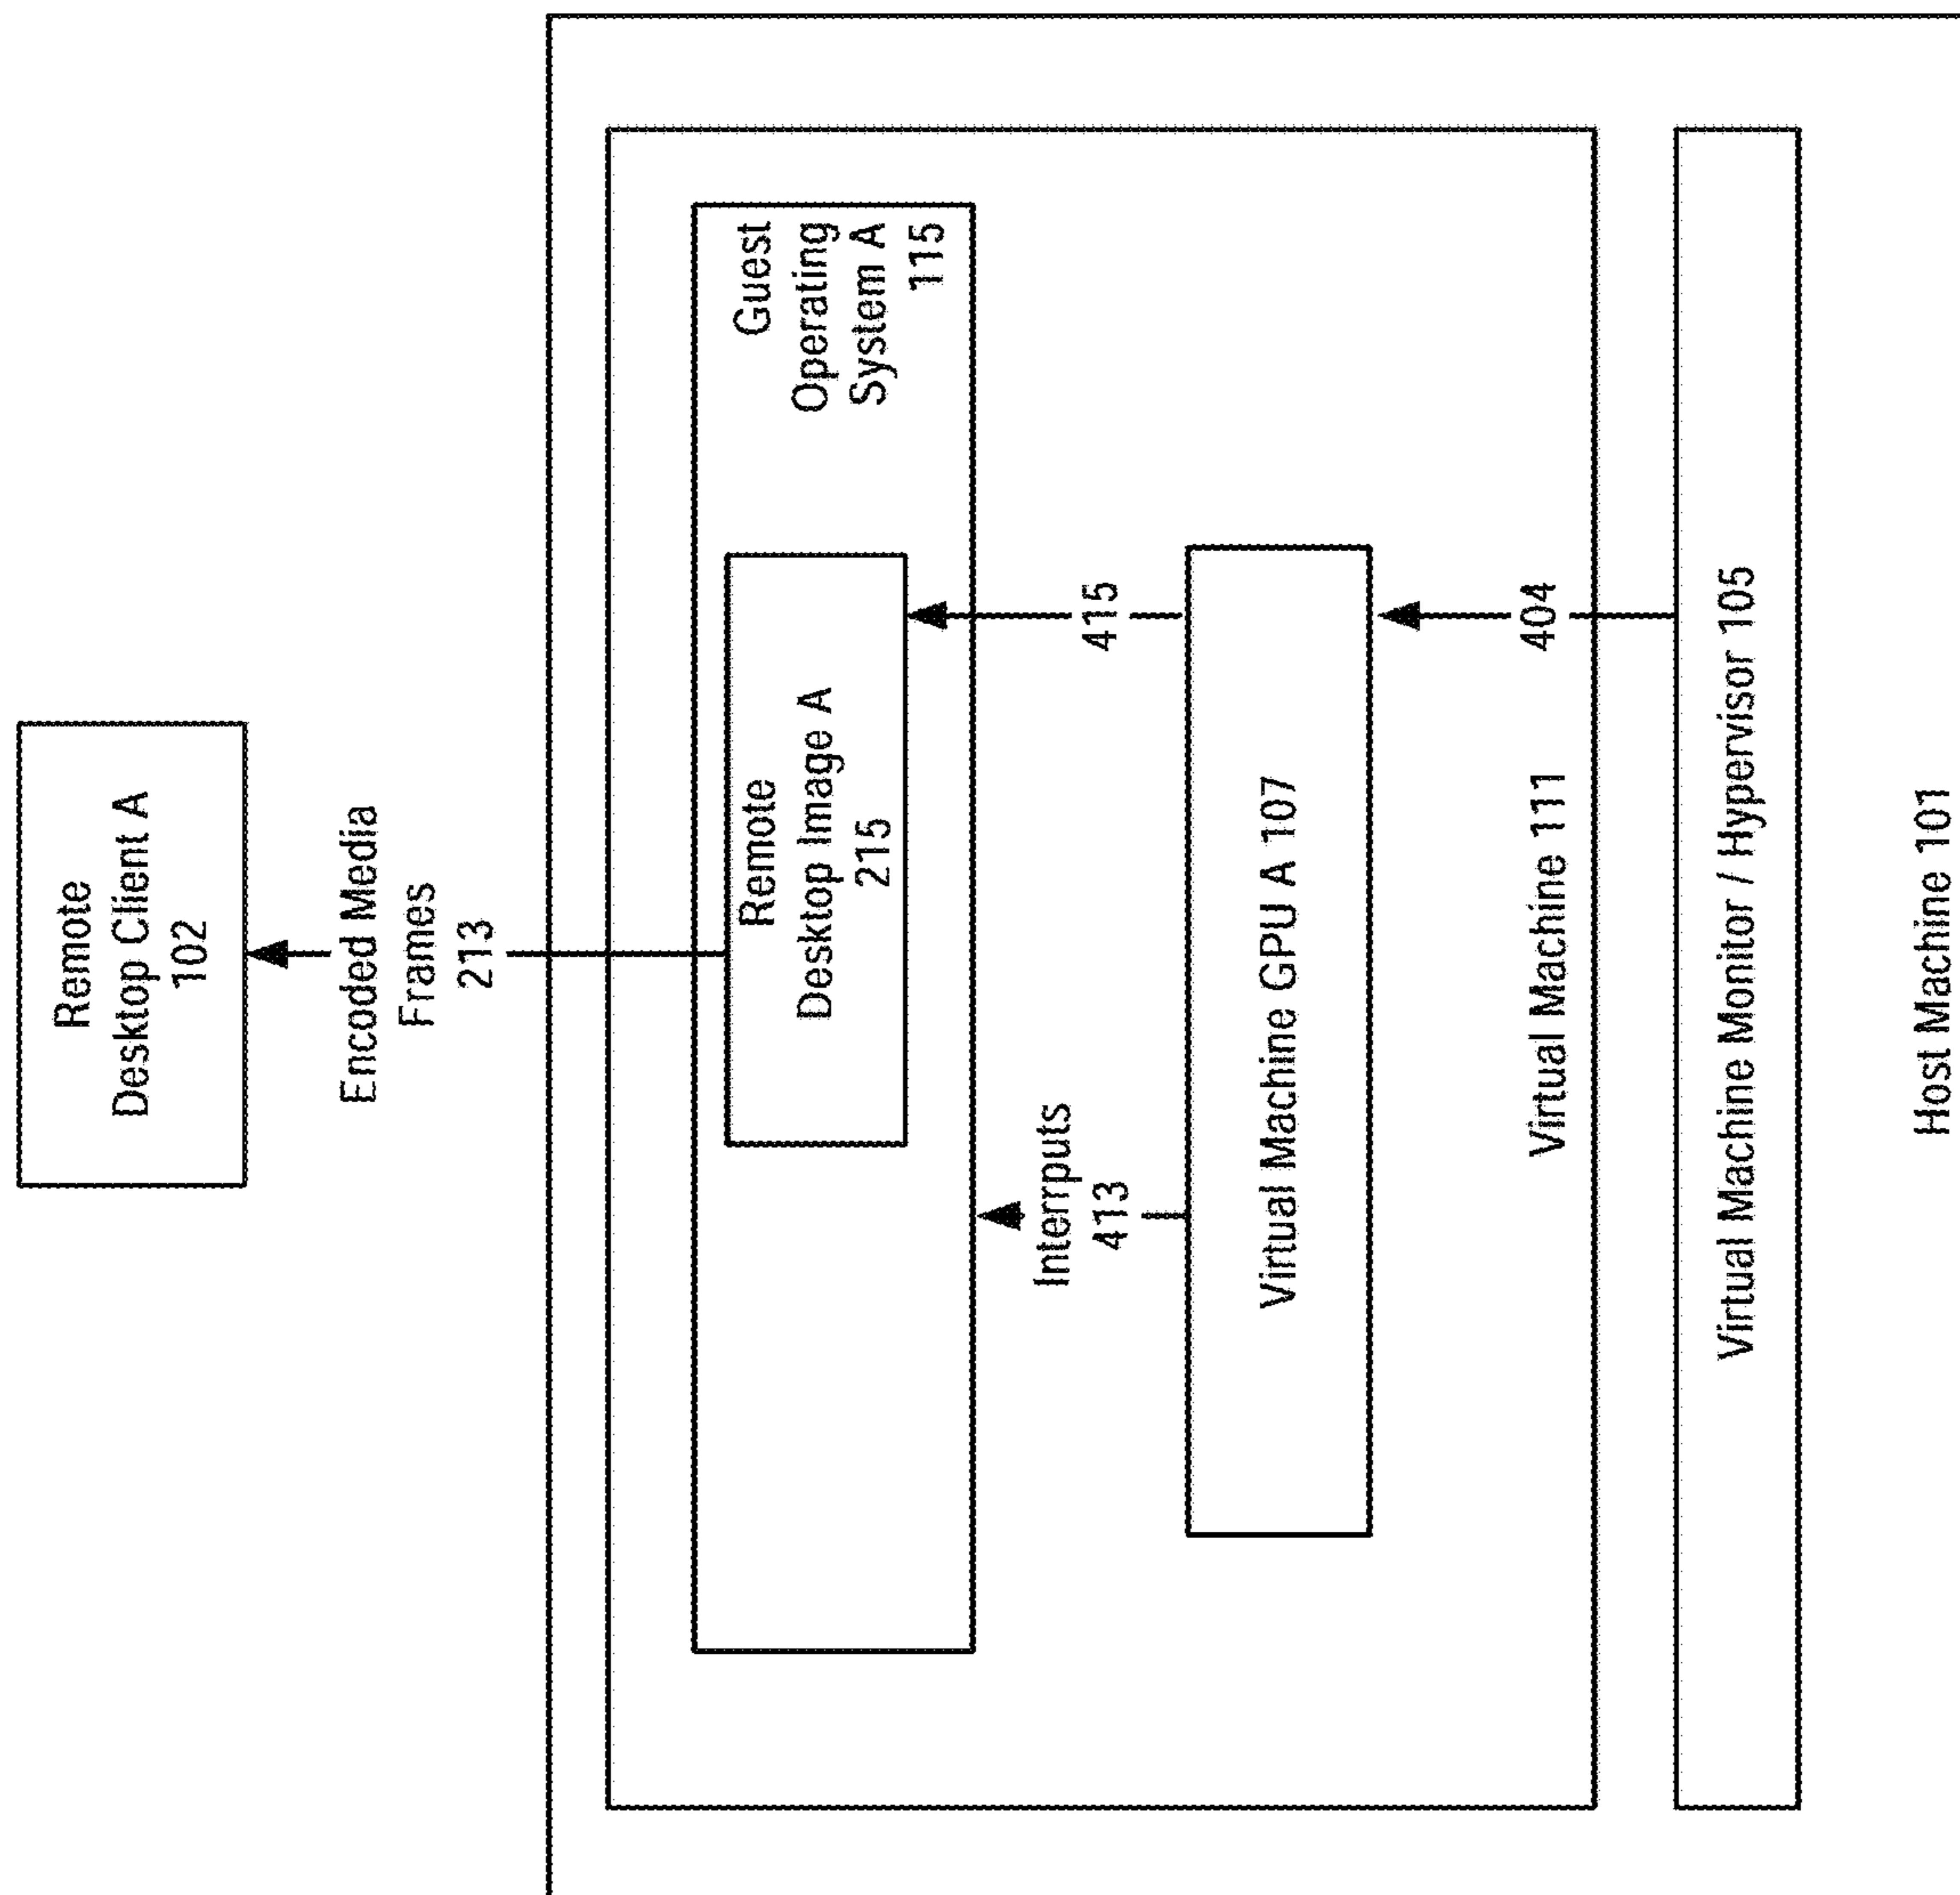 Remote
Desktop Client A
102
Encoded Media
Frames
213
Guest
Operating
System A
115
Remote
Desktop Image A
215
Interrputs
413
415
Virtual Machine GPU A 107
404
Virtual Machine 111
Virtual Machine Monitor / Hypervisor 105
Host Machine 101